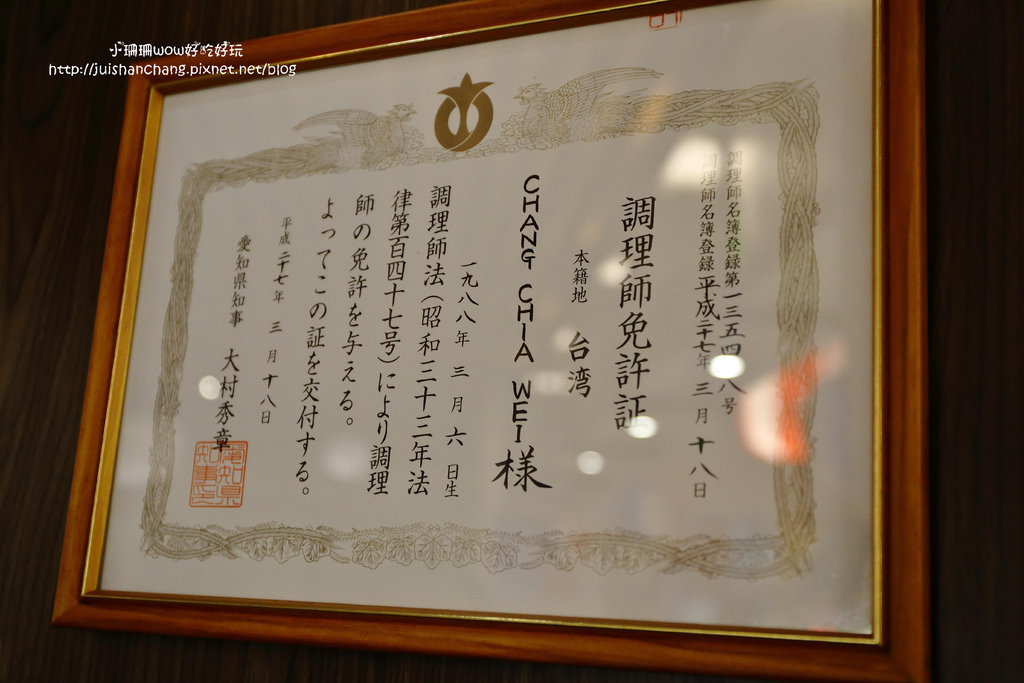 小珊珊wow好吃好玩
http://juishanchang.pixnet.net/blog
調理師名簿登録第一三五四八号
調理師名簿登録平成二十七年三月十八日
調理師免許証
本籍地 台湾
CHANG CHIA WEI 様
一九八八年三月六日生
調理師法(昭和三十三年法
律第百四十七号)により調理
師の免許を与える。
よってこの証を交付する。
平成二十七年三月十八日
愛知県知事 大村秀章
愛知県
知事之印